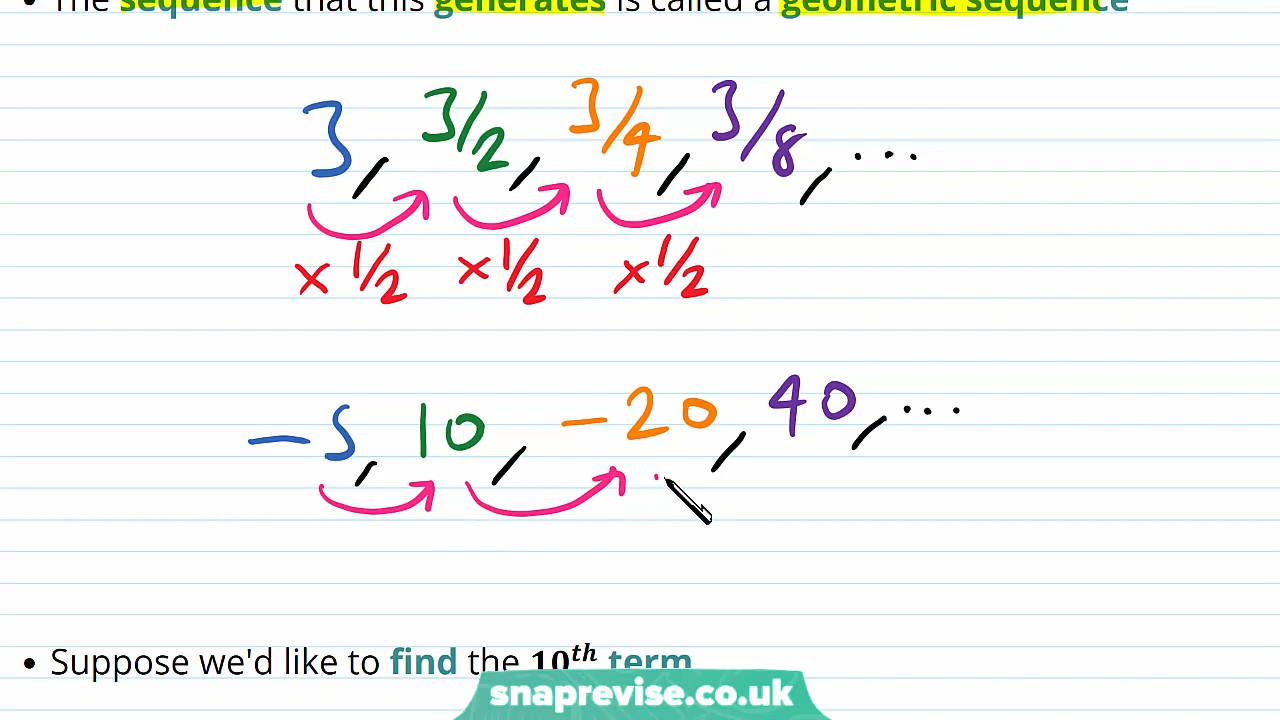 • The sequence that this generates is called a geometric sequence
3, 3/2, 3/4, 3/8, ...
× 1/2 × 1/2 × 1/2
-5, 10, -20, 40, ...
• Suppose we'd like to find the 10th term
snaprevise.co.uk